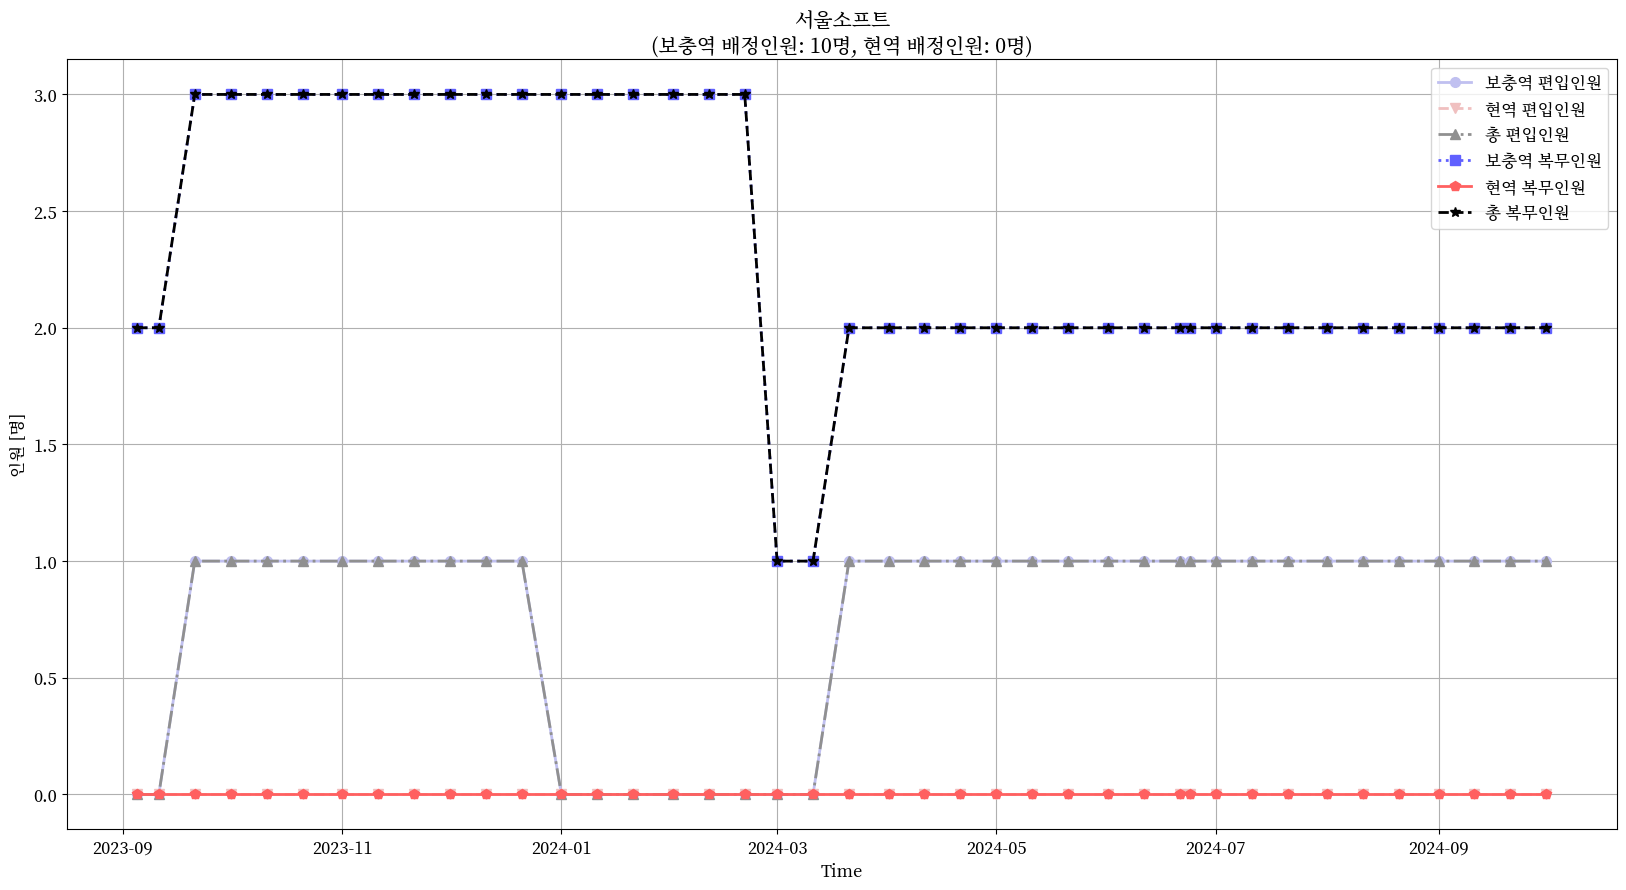 서울소프트
(보충역 배정인원: 10명, 현역 배정인원: 0명)
보충역 편입인원
현역 편입인원
총 편입인원
보충역 복무인원
현역 복무인원
총 복무인원
3.0
2.5
2.0
1.5
1.0
0.5
0.0
인원 [명]
2023-09 2023-11 2024-01 2024-03 2024-05 2024-07 2024-09
Time